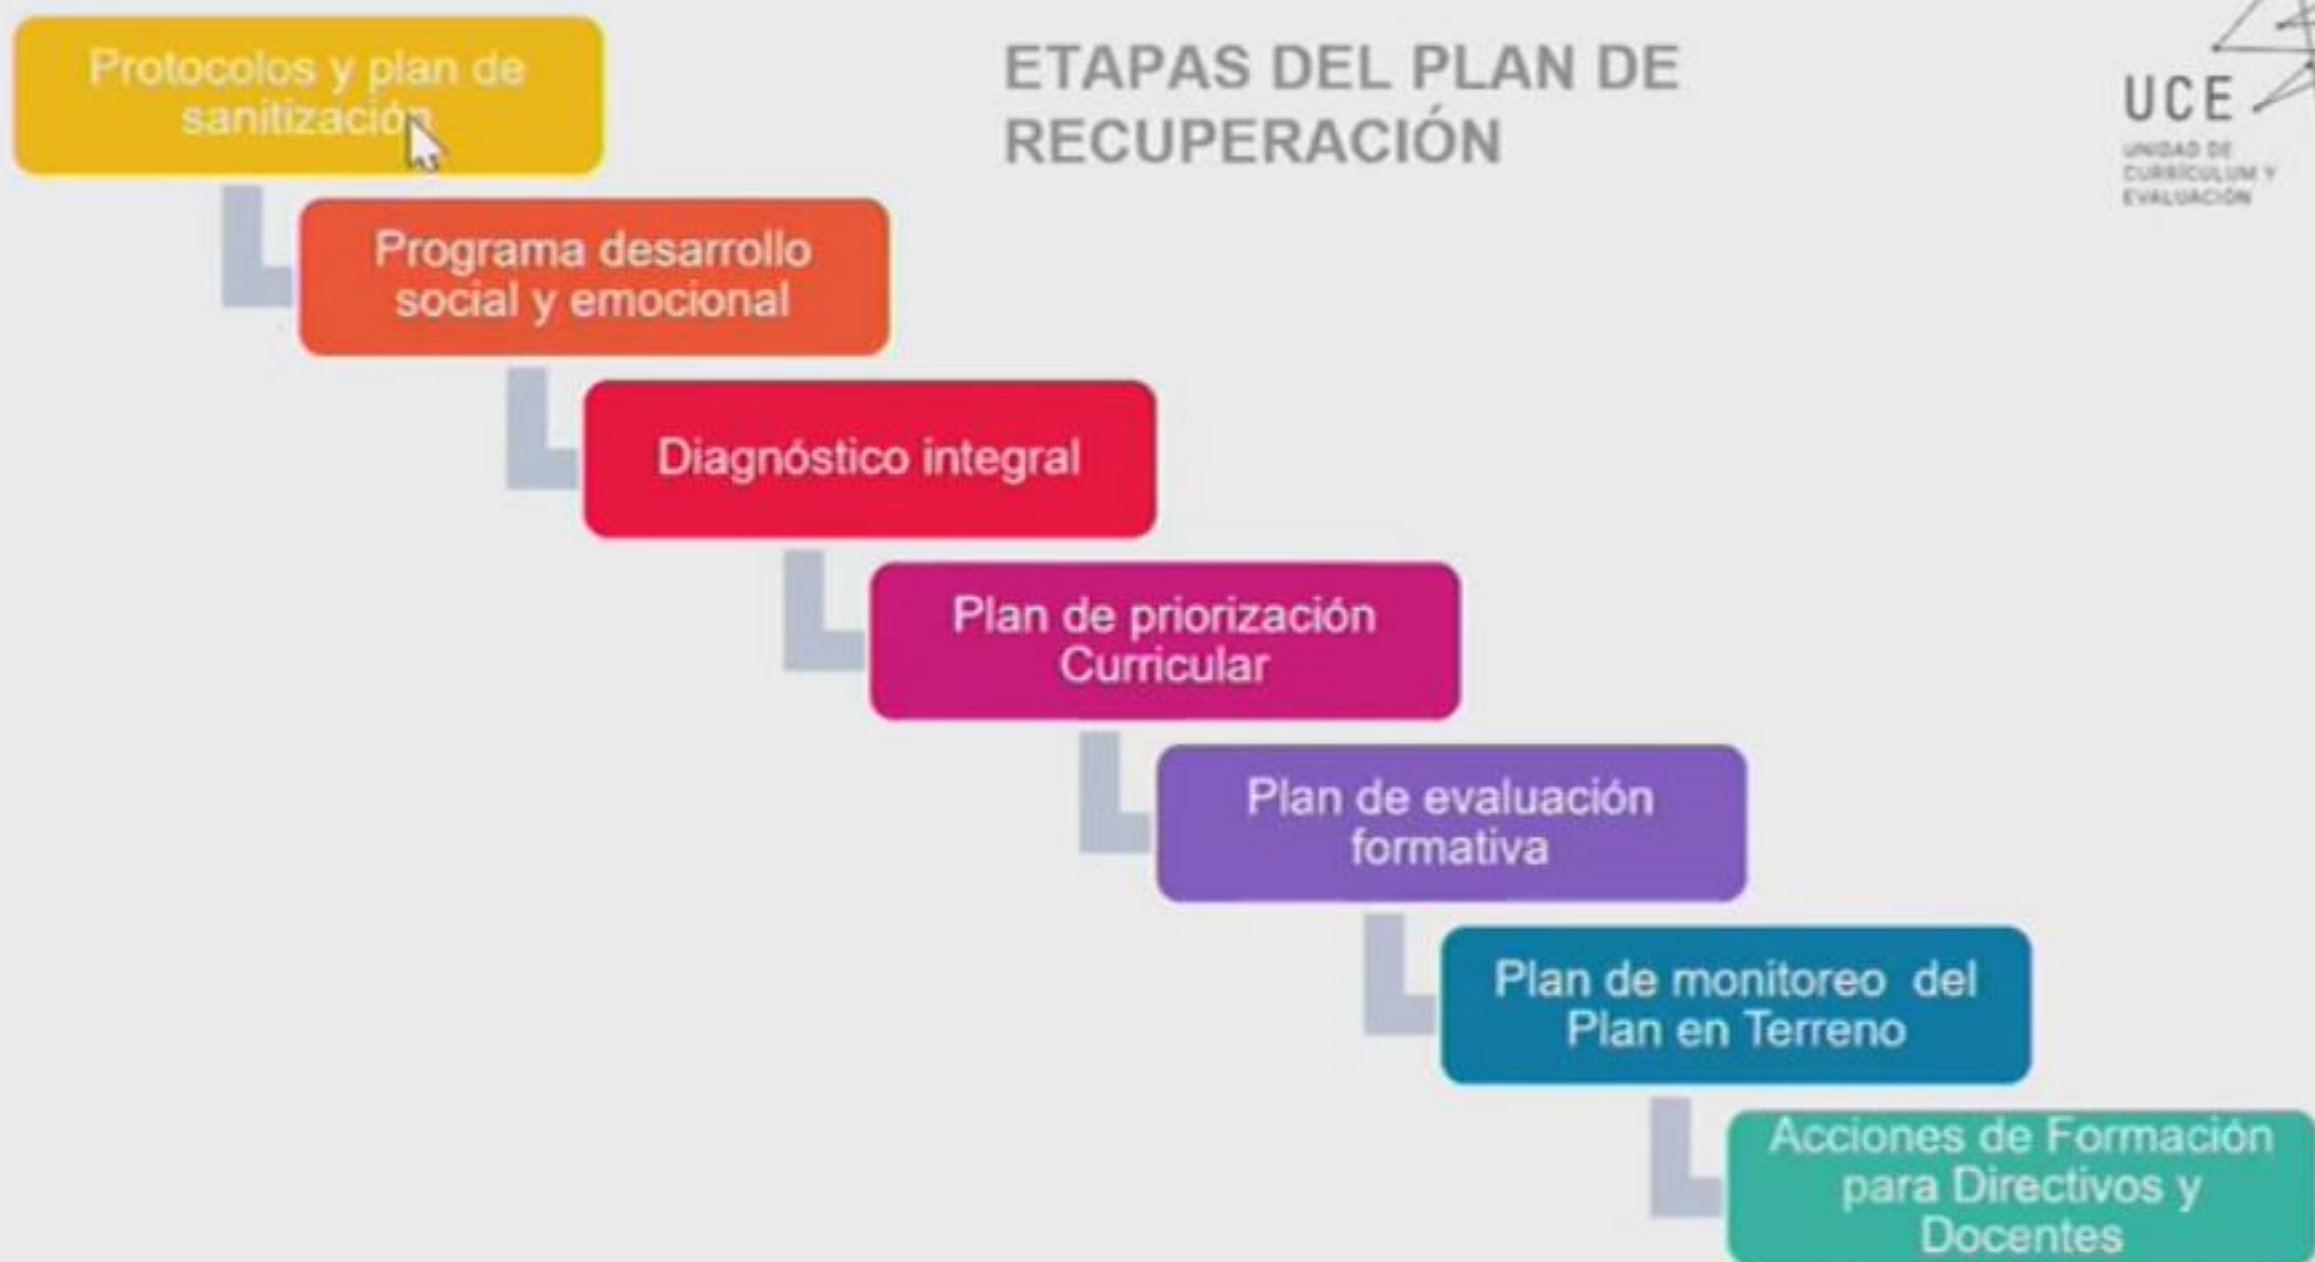 Protocolos y plan de
sanitización
ETAPAS DEL PLAN DE
RECUPERACIÓN
UCE
UNIDAD DE
CURRÍCULUM Y
EVALUACIÓN
Programa desarrollo
social y emocional
Diagnóstico integral
Plan de priorización
Curricular
Plan de evaluación
formativa
Plan de monitoreo del
Plan en Terreno
Acciones de Formación
para Directivos y
Docentes